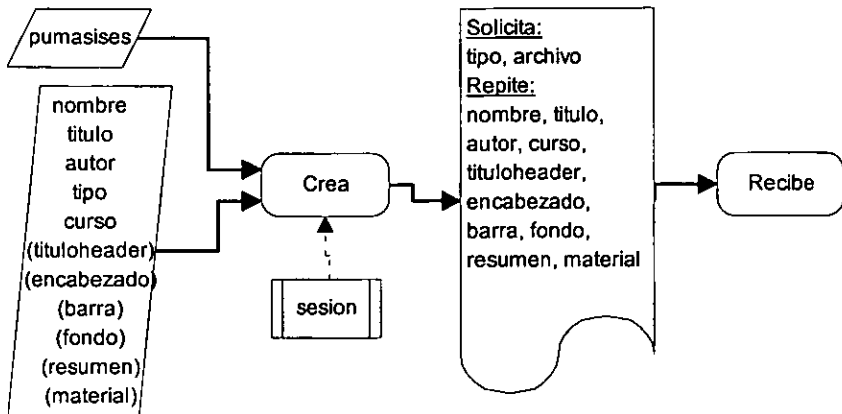 pumasises
nombre
titulo
autor
tipo
curso
(tituloheader)
(encabezado)
(barra)
(fondo)
(resumen)
(material)
Crea
sesion
Solicita:
tipo, archivo
Repite:
nombre, titulo,
autor, curso,
tituloheader,
encabezado,
barra, fondo,
resumen, material
Recibe